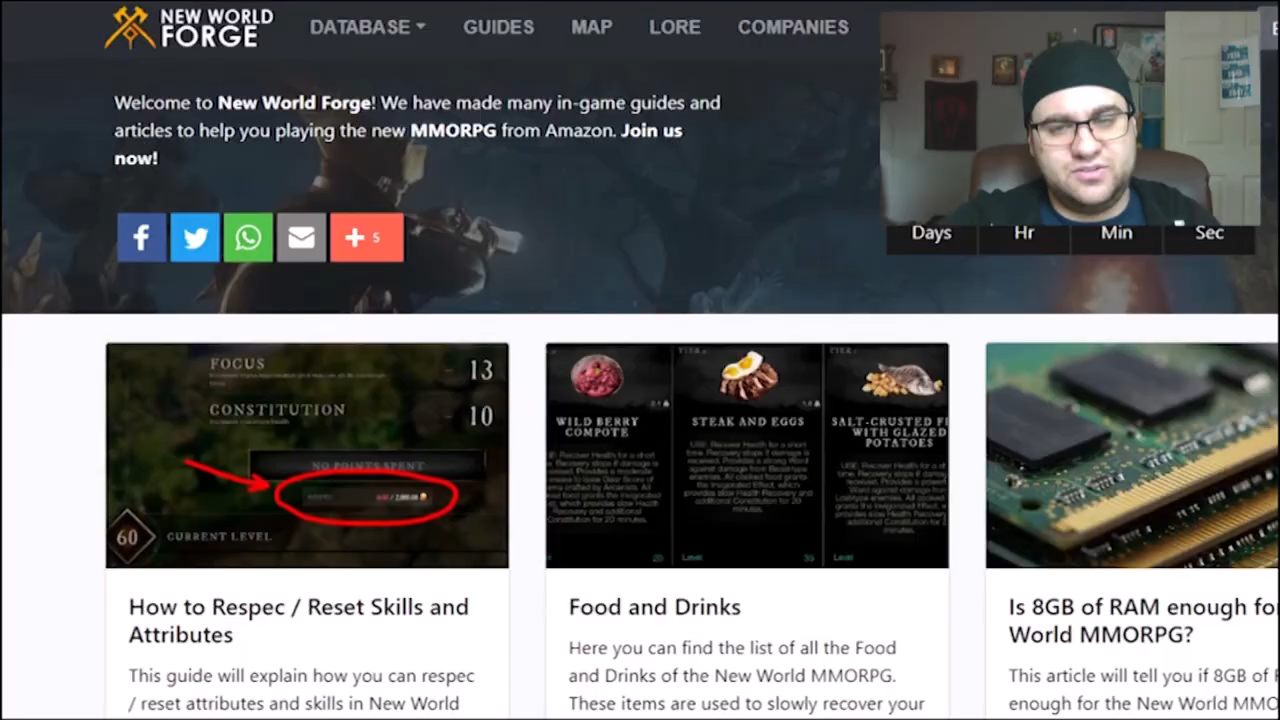 NEW WORLD
FORGE
DATABASE
GUIDES
MAP
LORE
COMPANIES
Welcome to New World Forge! We have made many in-game guides and
articles to help you playing the new MMORPG from Amazon. Join us
now!
5
Days Hr Min Sec
FOCUS 13
CONSTITUTION 10
NO POINTS SPENT
60 CURRENT LEVEL
WILD BERRY
COMPOTE
STEAK AND EGGS
SALT-CRUSTED
WITH GLAZED
POTATOES
How to Respec / Reset Skills and
Attributes
This guide will explain how you can respec
/ reset attributes and skills in New World
Food and Drinks
Here you can find the list of all the Food
and Drinks of the New World MMORPG.
These items are used to slowly recover your
Is 8GB of RAM enough fo
World MMORPG?
This article will tell you if 8GB of
enough for the New World MMO